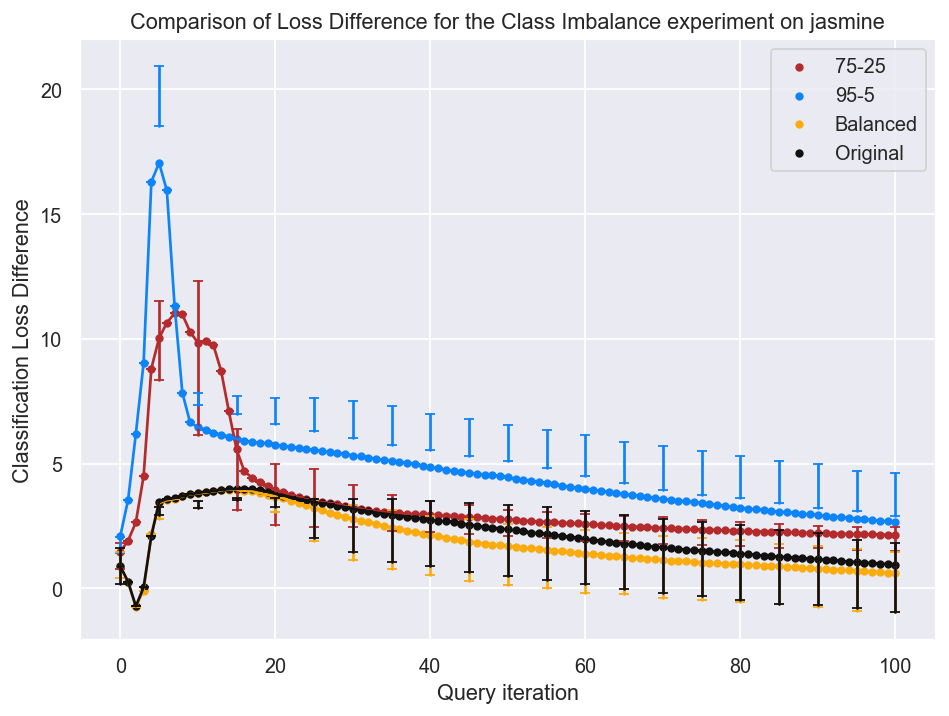 Comparison of Loss Difference for the Class Imbalance experiment on jasmine
75-25
95-5
Balanced
Original
Classification Loss Difference
20
15
10
5
0
0 20 40 60 80 100
Query iteration